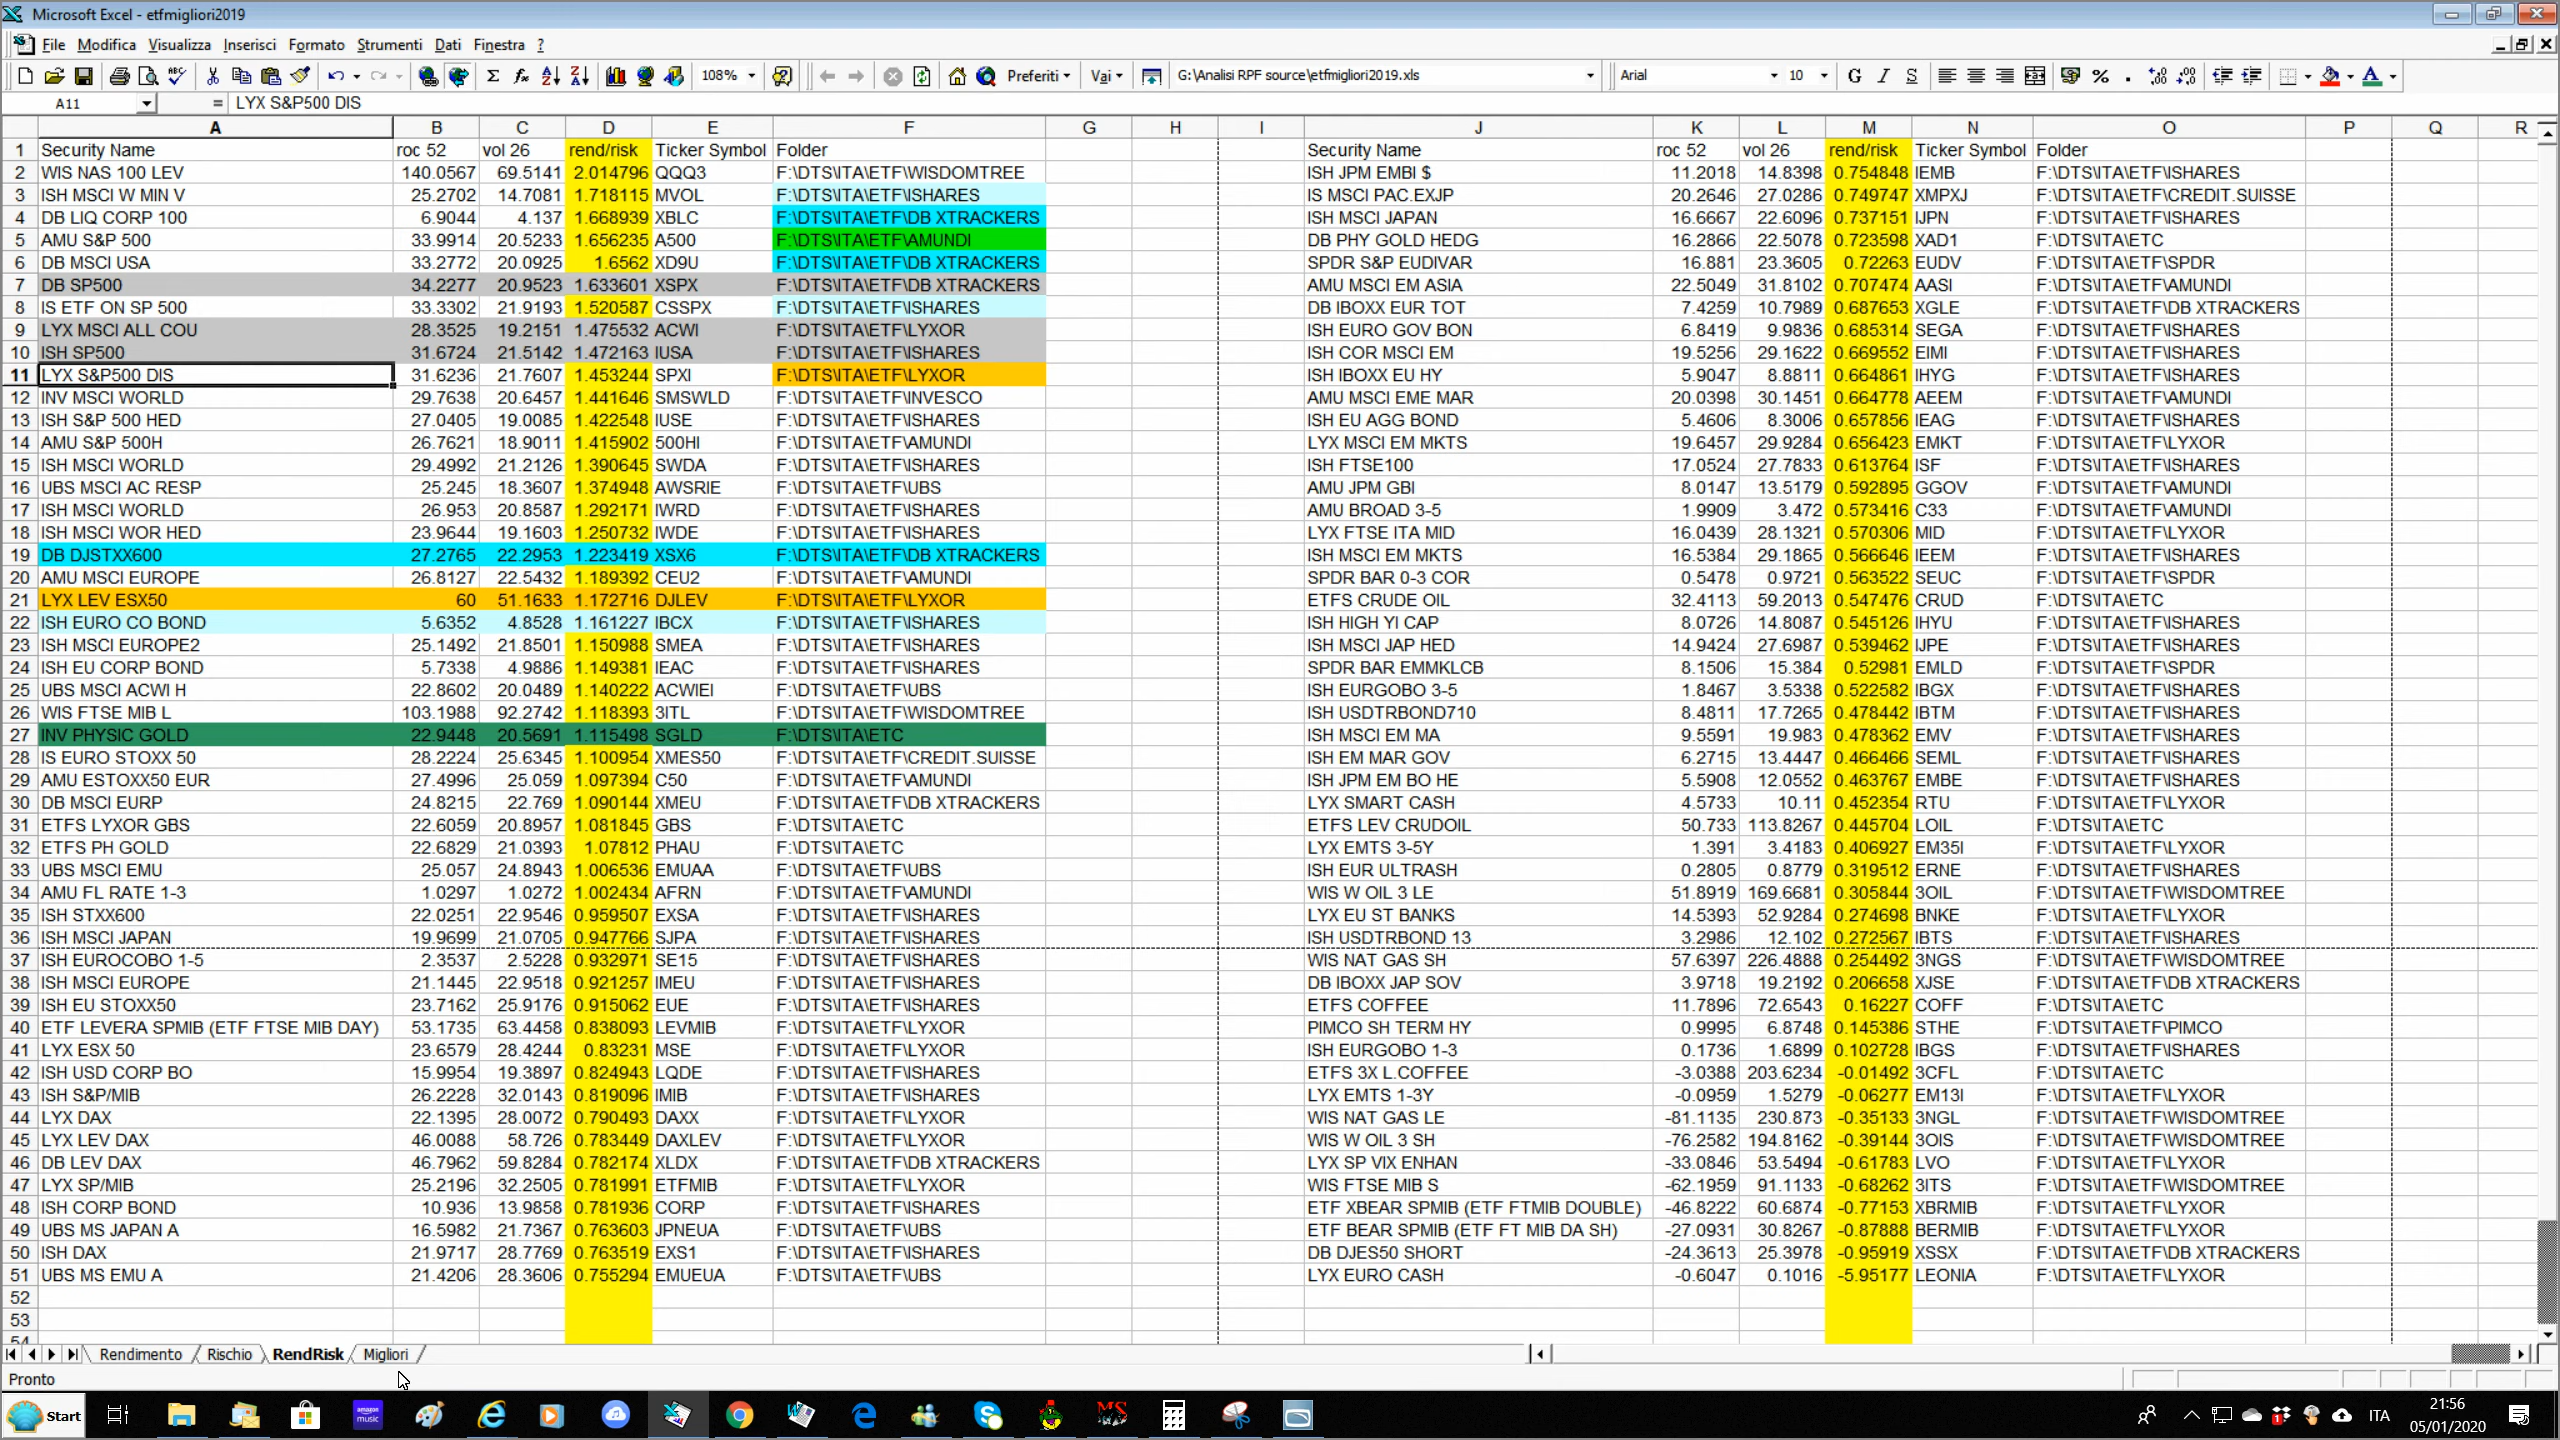 Microsoft Excel - etfmigliori2019
File Modifica Visualizza Inserisci Formato Strumenti Dati Finestra ?
108% Preferiti Vai G:\Analisi RPF source\etfmigliori2019.xls Arial 10 G I S
A11 = LYX S&P500 DIS
A B C D E F G H I J K L M N O P Q R
1 Security Name roc 52 vol 26 rend/risk Ticker Symbol Folder Security Name roc 52 vol 26 rend/risk Ticker Symbol Folder
2 WIS NAS 100 LEV 140.0567 69.5141 2.014796 QQQ3 F:\DTS\ITA\ETF\WISDOMTREE ISH JPM EMBI $ 11.2018 14.8398 0.754848 IEMB F:\DTS\ITA\ETF\ISHARES
3 ISH MSCI W MIN V 25.2702 14.7081 1.718115 MVOL F:\DTS\ITA\ETF\ISHARES IS MSCI PAC.EXJP 20.2646 27.0286 0.749747 XMPXJ F:\DTS\ITA\ETF\CREDIT.SUISSE
4 DB LIQ CORP 100 6.9044 4.137 1.668939 XBLC F:\DTS\ITA\ETF\DB XTRACKERS ISH MSCI JAPAN 16.6667 22.6096 0.737151 IJPN F:\DTS\ITA\ETF\ISHARES
5 AMU S&P 500 33.9914 20.5233 1.656235 A500 F:\DTS\ITA\ETF\AMUNDI DB PHY GOLD HEDG 16.2866 22.5078 0.723598 XAD1 F:\DTS\ITA\ETC
6 DB MSCI USA 33.2772 20.0925 1.6562 XD9U F:\DTS\ITA\ETF\DB XTRACKERS SPDR S&P EUDIVAR 16.881 23.3605 0.72263 EUDV F:\DTS\ITA\ETF\SPDR
7 DB SP500 34.2277 20.9523 1.633601 XSPX F:\DTS\ITA\ETF\DB XTRACKERS AMU MSCI EM ASIA 22.5049 31.8102 0.707474 AASI F:\DTS\ITA\ETF\AMUNDI
8 IS ETF ON SP 500 33.3302 21.9193 1.520587 CSSPX F:\DTS\ITA\ETF\ISHARES DB IBOXX EUR TOT 7.4259 10.7989 0.687653 XGLE F:\DTS\ITA\ETF\DB XTRACKERS
9 LYX MSCI ALL COU 28.3525 19.2151 1.475532 ACWI F:\DTS\ITA\ETF\LYXOR ISH EURO GOV BON 6.8419 9.9836 0.685314 SEGA F:\DTS\ITA\ETF\ISHARES
10 ISH SP500 31.6724 21.5142 1.472163 IUSA F:\DTS\ITA\ETF\ISHARES ISH COR MSCI EM 19.5256 29.1622 0.669552 EIMI F:\DTS\ITA\ETF\ISHARES
11 LYX S&P500 DIS 31.6236 21.7607 1.453244 SPXI F:\DTS\ITA\ETF\LYXOR ISH IBOXX EU HY 5.9047 8.8811 0.664861 IHYG F:\DTS\ITA\ETF\ISHARES
12 INV MSCI WORLD 29.7638 20.6457 1.441646 SMSWLD F:\DTS\ITA\ETF\INVESCO AMU MSCI EME MAR 20.0398 30.1451 0.664778 AEEM F:\DTS\ITA\ETF\AMUNDI
13 ISH S&P 500 HED 27.0405 19.0085 1.422548 IUSE F:\DTS\ITA\ETF\ISHARES ISH EU AGG BOND 5.4606 8.3006 0.657856 IEAG F:\DTS\ITA\ETF\ISHARES
14 AMU S&P 500H 26.7621 18.9011 1.415902 500HI F:\DTS\ITA\ETF\AMUNDI LYX MSCI EM MKTS 19.6457 29.9284 0.656423 EMKT F:\DTS\ITA\ETF\LYXOR
15 ISH MSCI WORLD 29.4992 21.2126 1.390645 SWDA F:\DTS\ITA\ETF\ISHARES ISH FTSE100 17.0524 27.7833 0.613764 ISF F:\DTS\ITA\ETF\ISHARES
16 UBS MSCI AC RESP 25.245 18.3607 1.374948 AWSRIE F:\DTS\ITA\ETF\UBS AMU JPM GBI 8.0147 13.5179 0.592895 GGOV F:\DTS\ITA\ETF\AMUNDI
17 ISH MSCI WORLD 26.953 20.8587 1.292171 IWRD F:\DTS\ITA\ETF\ISHARES AMU BROAD 3-5 1.9909 3.472 0.573416 C33 F:\DTS\ITA\ETF\AMUNDI
18 ISH MSCI WOR HED 23.9644 19.1603 1.250732 IWDE F:\DTS\ITA\ETF\ISHARES LYX FTSE ITA MID 16.0439 28.1321 0.570306 MID F:\DTS\ITA\ETF\LYXOR
19 DB DJSTXX600 27.2765 22.2953 1.223419 XSX6 F:\DTS\ITA\ETF\DB XTRACKERS ISH MSCI EM MKTS 16.5384 29.1865 0.566646 IEEM F:\DTS\ITA\ETF\ISHARES
20 AMU MSCI EUROPE 26.8127 22.5432 1.189392 CEU2 F:\DTS\ITA\ETF\AMUNDI SPDR BAR 0-3 COR 0.5478 0.9721 0.563522 SEUC F:\DTS\ITA\ETF\SPDR
21 LYX LEV ESX50 60 51.1633 1.172716 DJLEV F:\DTS\ITA\ETF\LYXOR ETFS CRUDE OIL 32.4113 59.2013 0.547476 CRUD F:\DTS\ITA\ETC
22 ISH EURO CO BOND 5.6352 4.8528 1.161227 IBCX F:\DTS\ITA\ETF\ISHARES ISH HIGH YI CAP 8.0726 14.8087 0.545126 IHYU F:\DTS\ITA\ETF\ISHARES
23 ISH MSCI EUROPE2 25.1492 21.8501 1.150988 SMEA F:\DTS\ITA\ETF\ISHARES ISH MSCI JAP HED 14.9424 27.6987 0.539462 IJPE F:\DTS\ITA\ETF\ISHARES
24 ISH EU CORP BOND 5.7338 4.9886 1.149381 IEAC F:\DTS\ITA\ETF\ISHARES SPDR BAR EMMKLCB 8.1506 15.384 0.52981 EMLD F:\DTS\ITA\ETF\SPDR
25 UBS MSCI ACWI H 22.8602 20.0489 1.140222 ACWIEI F:\DTS\ITA\ETF\UBS ISH EURGOBO 3-5 1.8467 3.5338 0.522582 IBGX F:\DTS\ITA\ETF\ISHARES
26 WIS FTSE MIB L 103.1988 92.2742 1.118393 3ITL F:\DTS\ITA\ETF\WISDOMTREE ISH USDTRBOND710 8.4811 17.7265 0.478442 IBTM F:\DTS\ITA\ETF\ISHARES
27 INV PHYSIC GOLD 22.9448 20.5691 1.115498 SGLD F:\DTS\ITA\ETC ISH MSCI EM MA 9.5591 19.983 0.478362 EMV F:\DTS\ITA\ETF\ISHARES
28 IS EURO STOXX 50 28.2224 25.6345 1.100954 XMES50 F:\DTS\ITA\ETF\CREDIT.SUISSE ISH EM MAR GOV 6.2715 13.4447 0.466466 SEML F:\DTS\ITA\ETF\ISHARES
29 AMU ESTOXX50 EUR 27.4996 25.059 1.097394 C50 F:\DTS\ITA\ETF\AMUNDI ISH JPM EM BO HE 5.5908 12.0552 0.463767 EMBE F:\DTS\ITA\ETF\ISHARES
30 DB MSCI EURP 24.8215 22.769 1.090144 XMEU F:\DTS\ITA\ETF\DB XTRACKERS LYX SMART CASH 4.5733 10.11 0.452354 RTU F:\DTS\ITA\ETF\LYXOR
31 ETFS LYXOR GBS 22.6059 20.8957 1.081845 GBS F:\DTS\ITA\ETC ETFS LEV CRUDOIL 50.733 113.8267 0.445704 LOIL F:\DTS\ITA\ETC
32 ETFS PH GOLD 22.6829 21.0393 1.07812 PHAU F:\DTS\ITA\ETC LYX EMTS 3-5Y 1.391 3.4183 0.406927 EM35I F:\DTS\ITA\ETF\LYXOR
33 UBS MSCI EMU 25.057 24.8943 1.006536 EMUAA F:\DTS\ITA\ETF\UBS ISH EUR ULTRASH 0.2805 0.8779 0.319512 ERNE F:\DTS\ITA\ETF\ISHARES
34 AMU FL RATE 1-3 1.0297 1.0272 1.002434 AFRN F:\DTS\ITA\ETF\AMUNDI WIS W OIL 3 LE 51.8919 169.6681 0.305844 3OIL F:\DTS\ITA\ETF\WISDOMTREE
35 ISH STXX600 22.0251 22.9546 0.959507 EXSA F:\DTS\ITA\ETF\ISHARES LYX EU ST BANKS 14.5393 52.9284 0.274698 BNKE F:\DTS\ITA\ETF\LYXOR
36 ISH MSCI JAPAN 19.9699 21.0705 0.947766 SJPA F:\DTS\ITA\ETF\ISHARES ISH USDTRBOND 13 3.2986 12.102 0.272567 IBTS F:\DTS\ITA\ETF\ISHARES
37 ISH EUROCOBO 1-5 2.3537 2.5228 0.932971 SE15 F:\DTS\ITA\ETF\ISHARES WIS NAT GAS SH 57.6397 226.4888 0.254492 3NGS F:\DTS\ITA\ETF\WISDOMTREE
38 ISH MSCI EUROPE 21.1445 22.9518 0.921257 IMEU F:\DTS\ITA\ETF\ISHARES DB IBOXX JAP SOV 3.9718 19.2192 0.206658 XJSE F:\DTS\ITA\ETF\DB XTRACKERS
39 ISH EU STOXX50 23.7162 25.9176 0.915062 EUE F:\DTS\ITA\ETF\ISHARES ETFS COFFEE 11.7896 72.6543 0.16227 COFF F:\DTS\ITA\ETC
40 ETF LEVERA SPMIB (ETF FTSE MIB DAY) 53.1735 63.4458 0.838093 LEVMIB F:\DTS\ITA\ETF\LYXOR PIMCO SH TERM HY 0.9995 6.8748 0.145386 STHE F:\DTS\ITA\ETF\PIMCO
41 LYX ESX 50 23.6579 28.4244 0.83231 MSE F:\DTS\ITA\ETF\LYXOR ISH EURGOBO 1-3 0.1736 1.6899 0.102728 IBGS F:\DTS\ITA\ETF\ISHARES
42 ISH USD CORP BO 15.9954 19.3897 0.824943 LQDE F:\DTS\ITA\ETF\ISHARES ETFS 3X L.COFFEE -3.0388 203.6234 -0.01492 3CFL F:\DTS\ITA\ETC
43 ISH S&P/MIB 26.2228 32.0143 0.819096 IMIB F:\DTS\ITA\ETF\ISHARES LYX EMTS 1-3Y -0.0959 1.5279 -0.06277 EM13I F:\DTS\ITA\ETF\LYXOR
44 LYX DAX 22.1395 28.0072 0.790493 DAXX F:\DTS\ITA\ETF\LYXOR WIS NAT GAS LE -81.1135 230.873 -0.35133 3NGL F:\DTS\ITA\ETF\WISDOMTREE
45 LYX LEV DAX 46.0088 58.726 0.783449 DAXLEV F:\DTS\ITA\ETF\LYXOR WIS W OIL 3 SH -76.2582 194.8162 -0.39144 3OIS F:\DTS\ITA\ETF\WISDOMTREE
46 DB LEV DAX 46.7962 59.8284 0.782174 XLDX F:\DTS\ITA\ETF\DB XTRACKERS LYX SP VIX ENHAN -33.0846 53.5494 -0.61783 LVO F:\DTS\ITA\ETF\LYXOR
47 LYX SP/MIB 25.2196 32.2505 0.781991 ETFMIB F:\DTS\ITA\ETF\LYXOR WIS FTSE MIB S -62.1959 91.1133 -0.68262 3ITS F:\DTS\ITA\ETF\WISDOMTREE
48 ISH CORP BOND 10.936 13.9858 0.781936 CORP F:\DTS\ITA\ETF\ISHARES ETF XBEAR SPMIB (ETF FTMIB DOUBLE) -46.8222 60.6874 -0.77153 XBRMIB F:\DTS\ITA\ETF\LYXOR
49 UBS MS JAPAN A 16.5982 21.7367 0.763603 JPNEUA F:\DTS\ITA\ETF\UBS ETF BEAR SPMIB (ETF FT MIB DA SH) -27.0931 30.8267 -0.87888 BERMIB F:\DTS\ITA\ETF\LYXOR
50 ISH DAX 21.9717 28.7769 0.763519 EXS1 F:\DTS\ITA\ETF\ISHARES DB DJES50 SHORT -24.3613 25.3978 -0.95919 XSSX F:\DTS\ITA\ETF\DB XTRACKERS
51 UBS MS EMU A 21.4206 28.3606 0.755294 EMUEUA F:\DTS\ITA\ETF\UBS LYX EURO CASH -0.6047 0.1016 -5.95177 LEONIA F:\DTS\ITA\ETF\LYXOR
52
53
54
Rendimento Rischio RendRisk Migliori
Pronto
Start amazon music MS ITA 21:56
05/01/2020